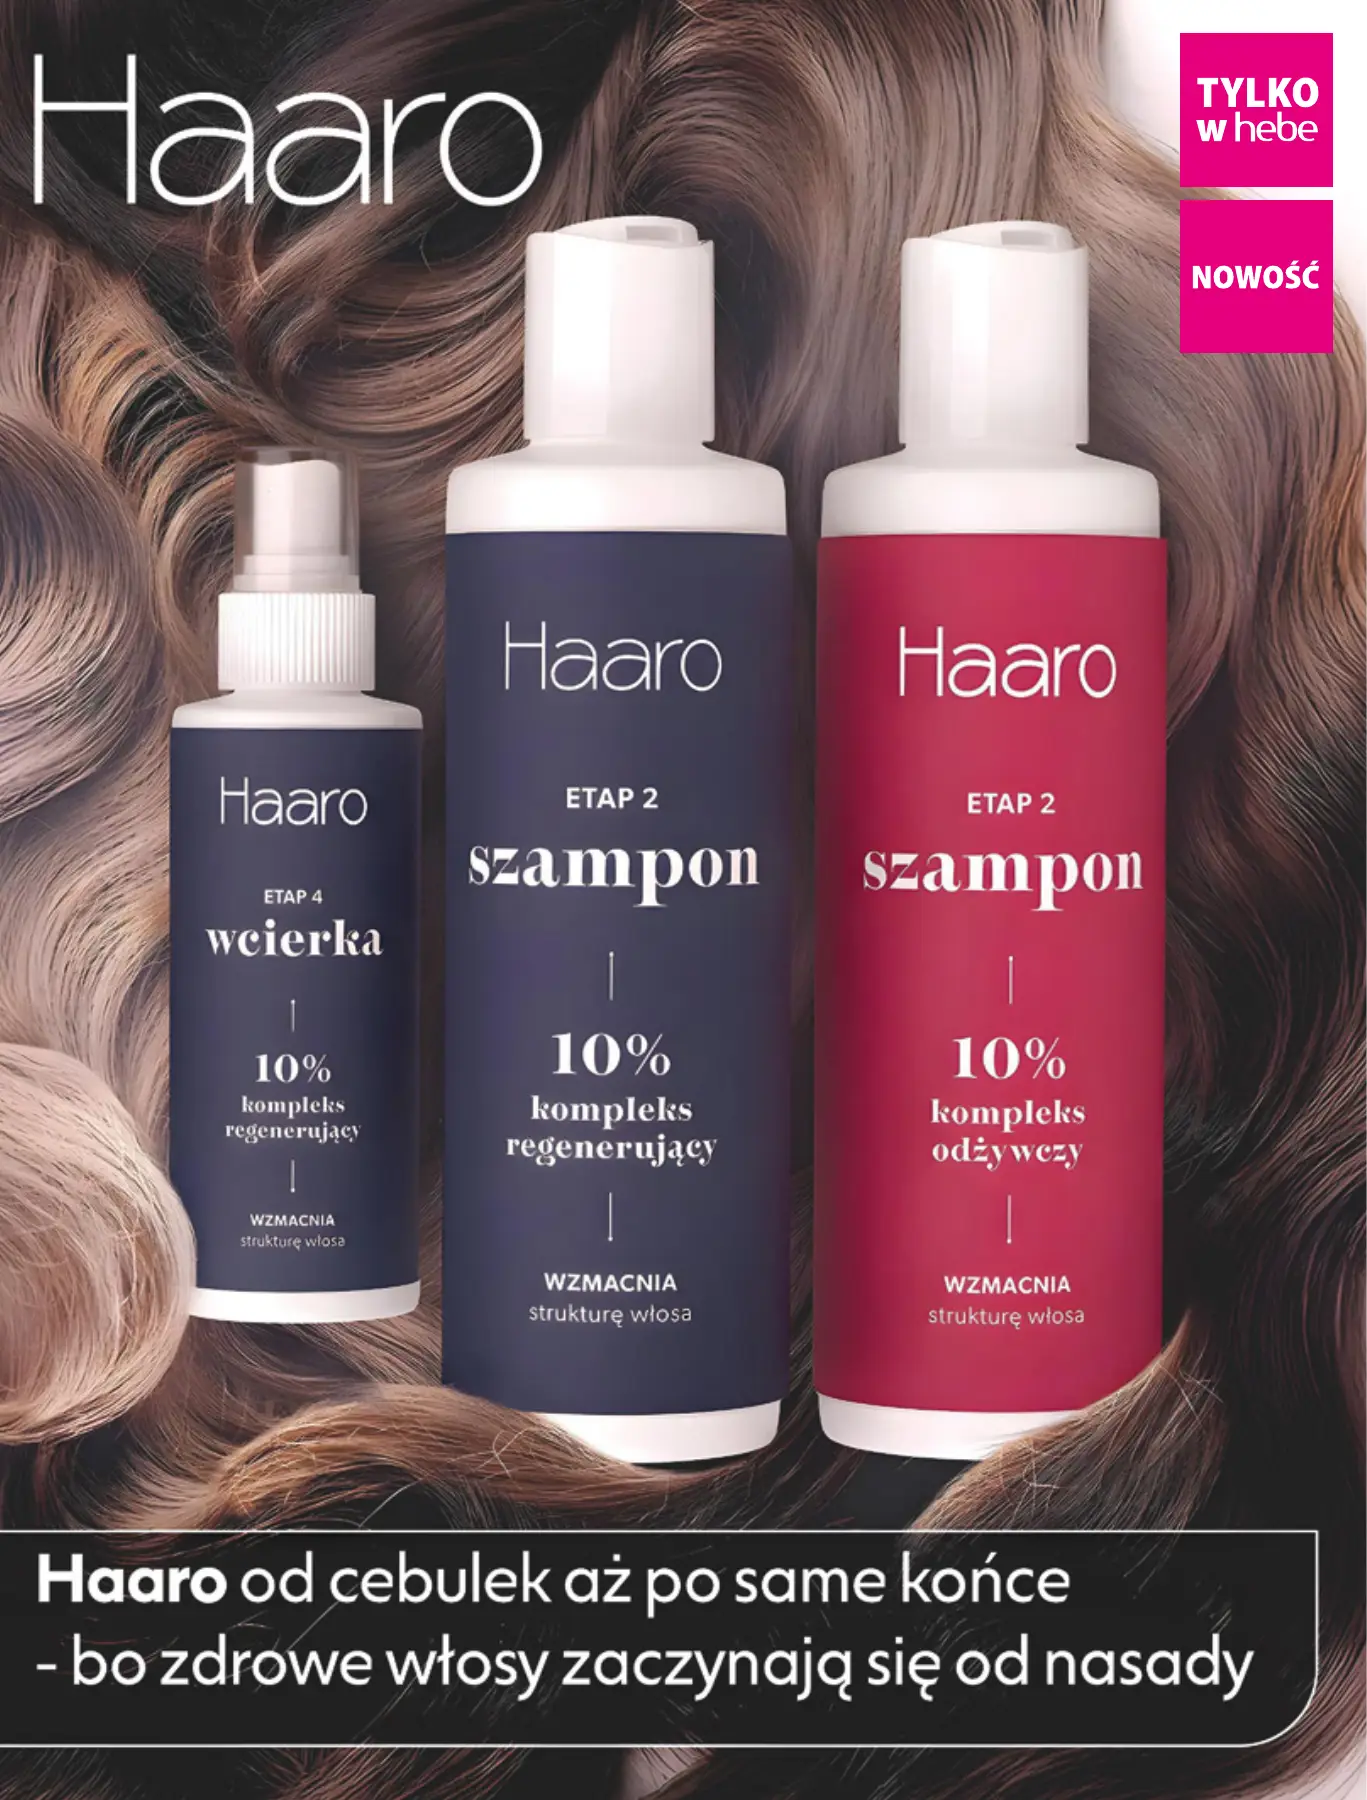 Haaro
TYLKO
w hebe
NOWOŚĆ
Haaro
ETAP 4
wcierka
10%
kompleks
regenerujący
WZMACNIA
strukturę włosa
Haaro
ETAP 2
szampon
10%
kompleks
regenerujący
WZMACNIA
strukturę włosa
Haaro
ETAP 2
szampon
10%
kompleks
odżywczy
WZMACNIA
strukturę włosa
Haaro od cebulek aż po same końce
- bo zdrowe włosy zaczynają się od nasady